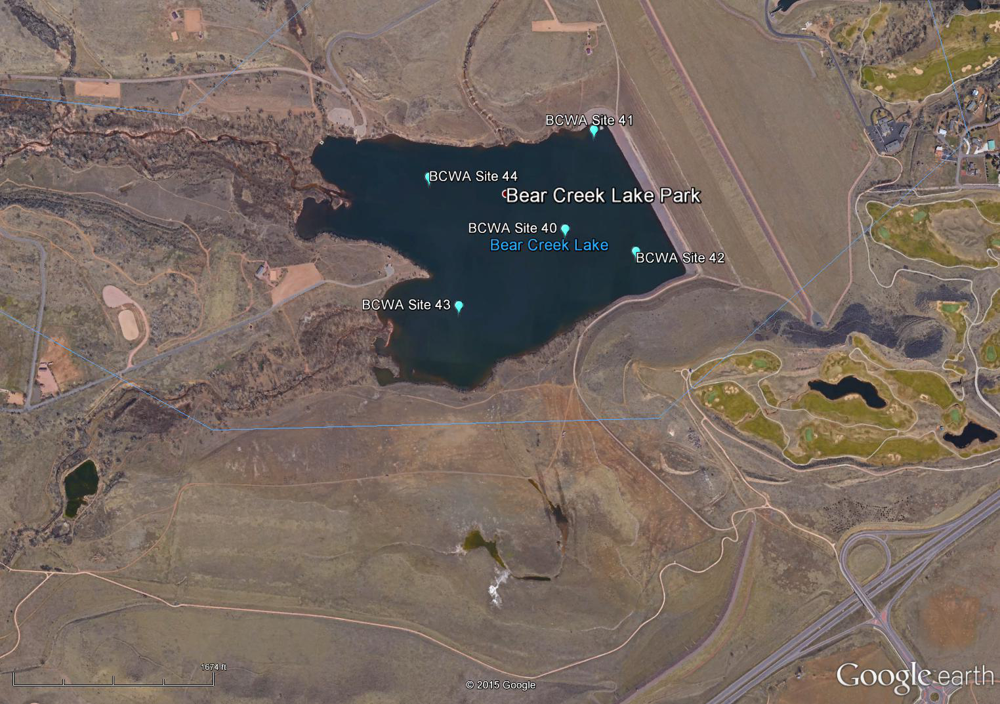 BCWA Site 41
BCWA Site 44
Bear Creek Lake Park
BCWA Site 40
Bear Creek Lake
BCWA Site 42
BCWA Site 43
1674 ft
© 2015 Google
Google earth